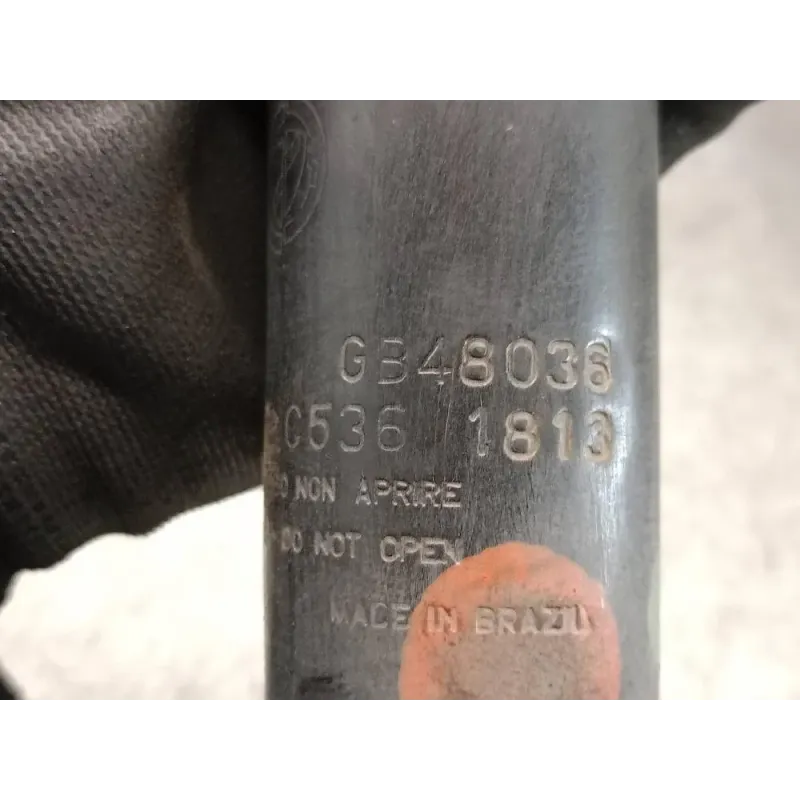 GB48036
C536 1813
NON APRIRE
DO NOT OPEN
MADE IN BRAZIL